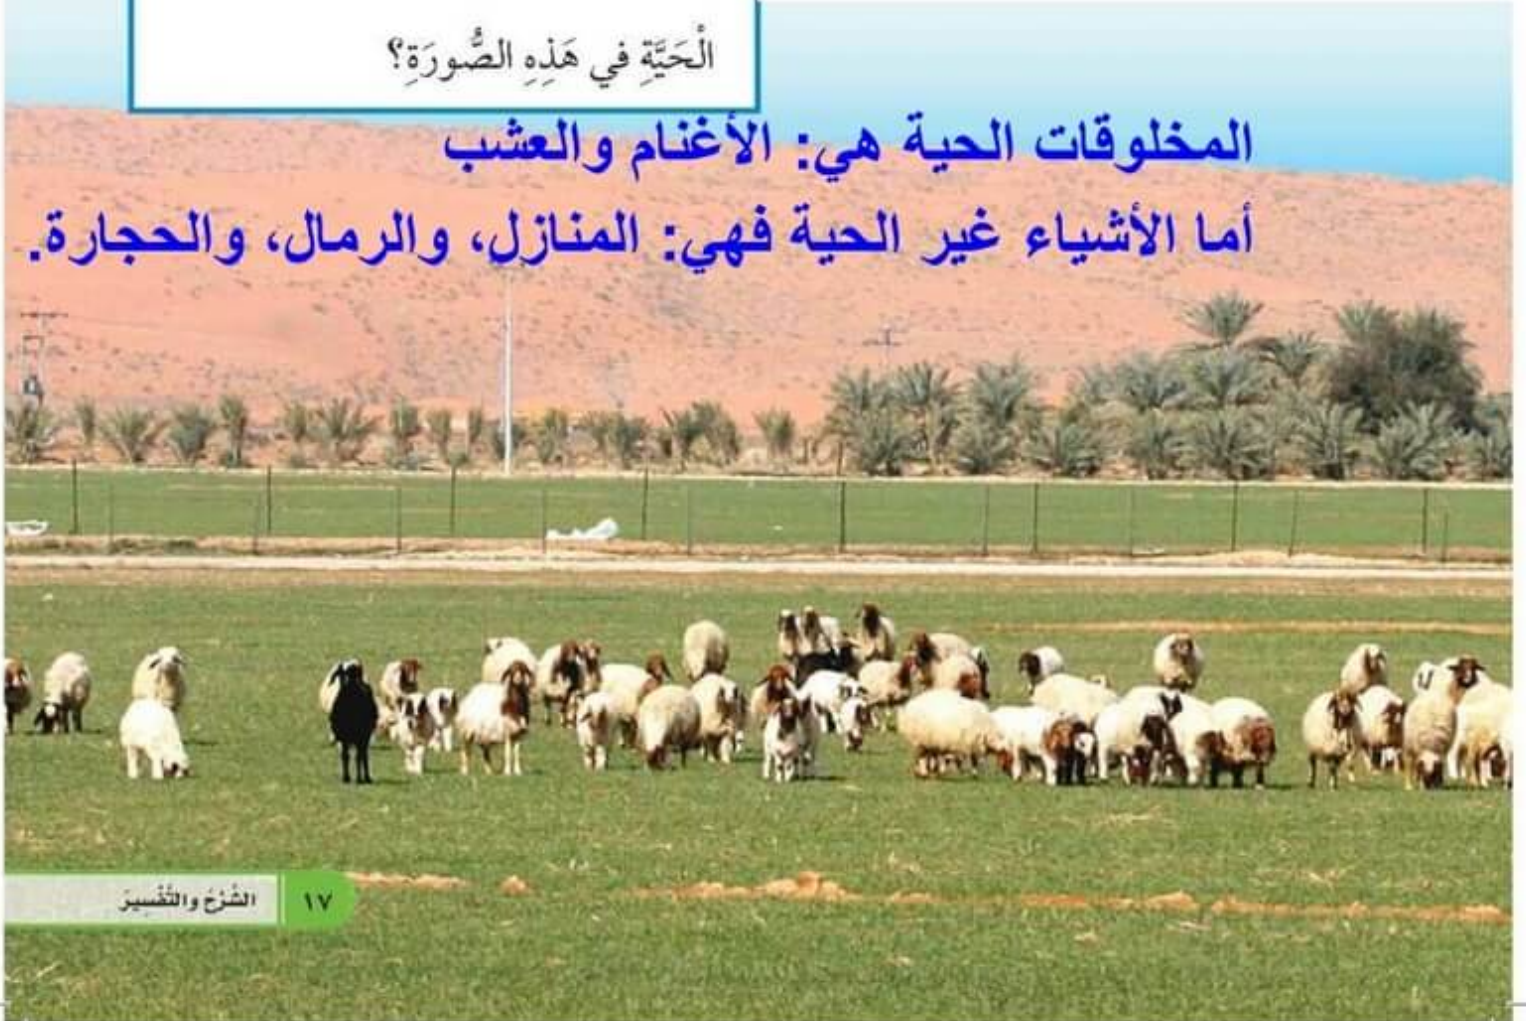 الْحَيَّةِ في هَذِهِ الصُّورَةِ؟
المخلوقات الحية هي: الأغنام والعشب
أما الأشياء غير الحية فهي: المنازل، والرمال، والحجارة.
١٧ الشَّرْحُ والتَّفْسِيرُ